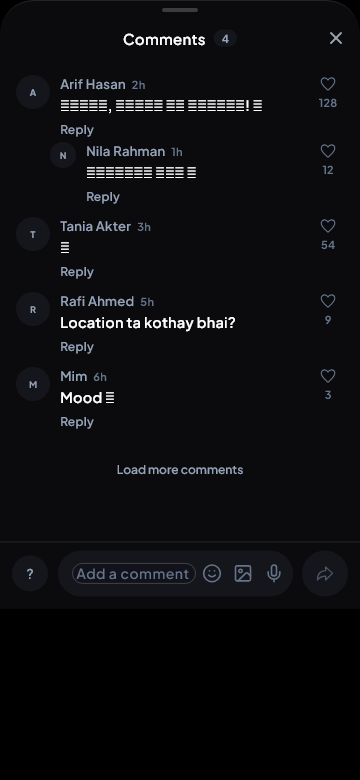 Comments 4
A
Arif Hasan 2h
128
Reply
N
Nila Rahman 1h
12
Reply
T
Tania Akter 3h
54
Reply
R
Rafi Ahmed 5h
Location ta kothay bhai?
9
Reply
M
Mim 6h
Mood
3
Reply
Load more comments
?
Add a comment